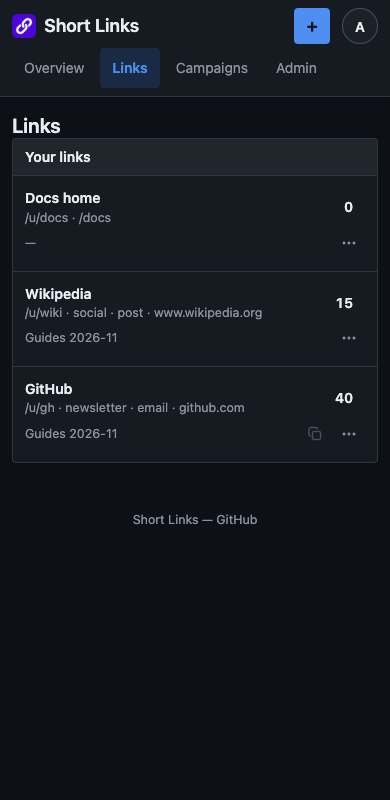 Short Links
+
A
Overview Links Campaigns Admin
Links
Your links
Docs home
0
/u/docs · /docs
—
Wikipedia
15
/u/wiki · social · post · www.wikipedia.org
Guides 2026-11
GitHub
40
/u/gh · newsletter · email · github.com
Guides 2026-11
Short Links — GitHub